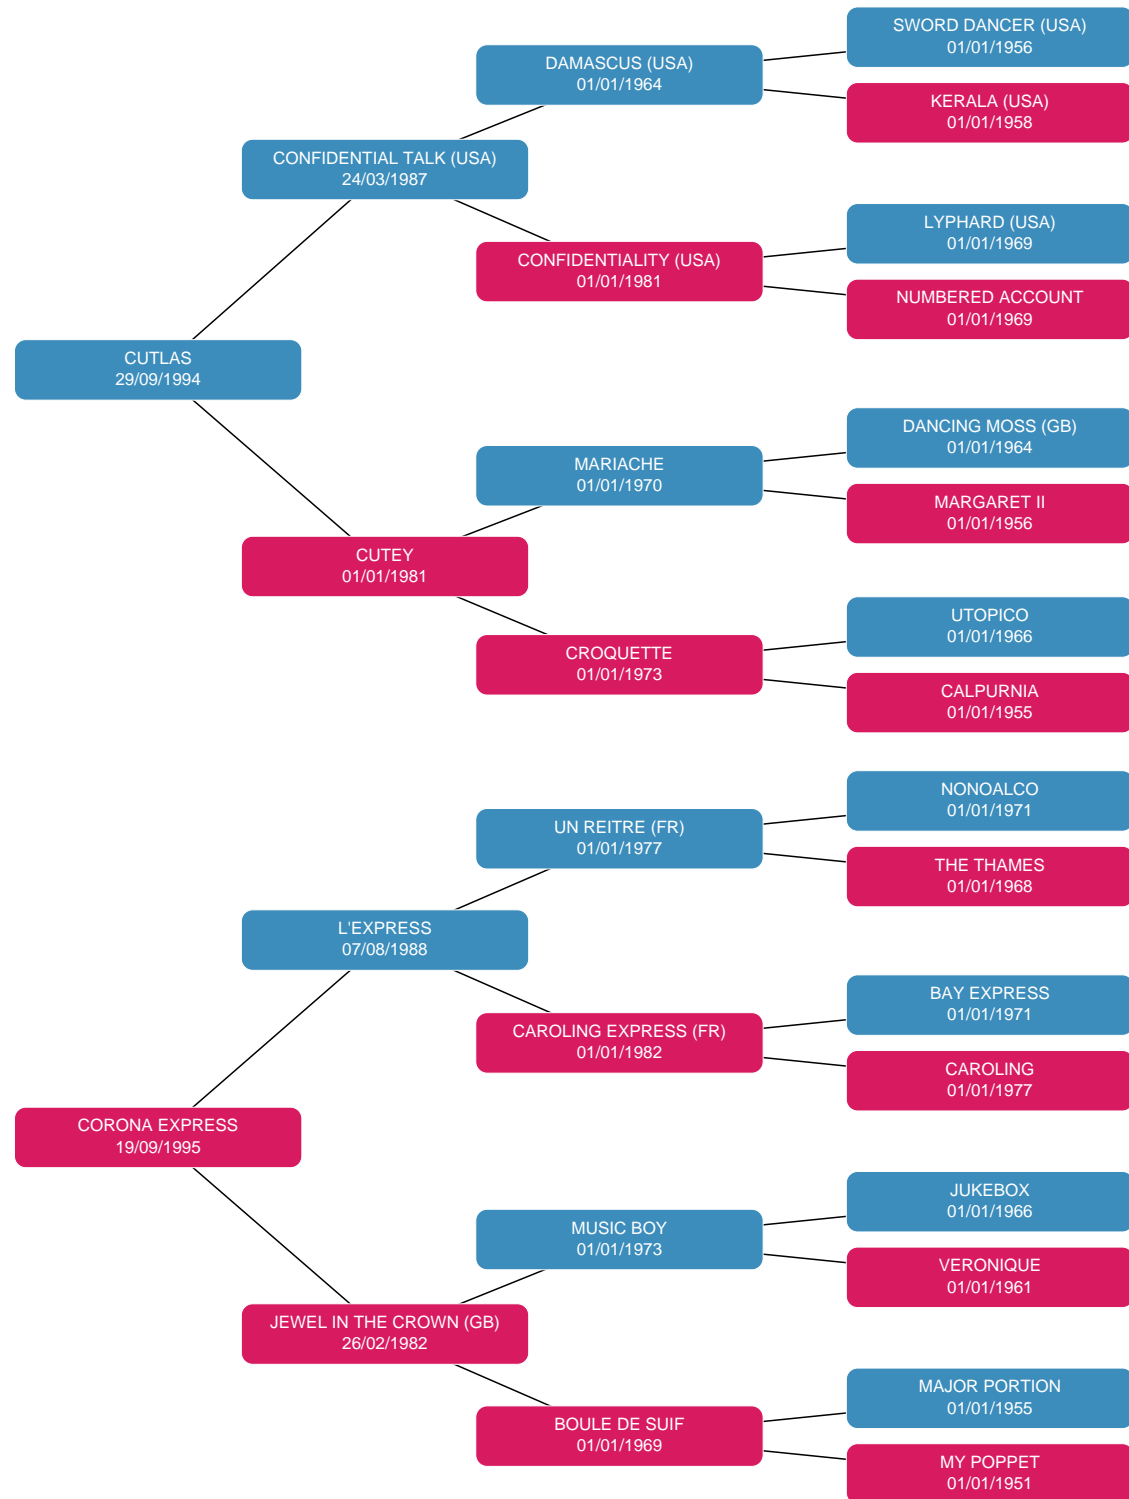 SWORD DANCER (USA)
01/01/1956
DAMASCUS (USA)
01/01/1964
KERALA (USA)
01/01/1958
CONFIDENTIAL TALK (USA)
24/03/1987
LYPHARD (USA)
01/01/1969
CONFIDENTIALITY (USA)
01/01/1981
NUMBERED ACCOUNT
01/01/1969
CUTLAS
29/09/1994
DANCING MOSS (GB)
01/01/1964
MARIACHE
01/01/1970
MARGARET II
01/01/1956
CUTEY
01/01/1981
UTOPICO
01/01/1966
CROQUETTE
01/01/1973
CALPURNIA
01/01/1955
NONOALCO
01/01/1971
UN REITRE (FR)
01/01/1977
THE THAMES
01/01/1968
L'EXPRESS
07/08/1988
BAY EXPRESS
01/01/1971
CAROLING EXPRESS (FR)
01/01/1982
CAROLING
01/01/1977
CORONA EXPRESS
19/09/1995
JUKEBOX
01/01/1966
MUSIC BOY
01/01/1973
VERONIQUE
01/01/1961
JEWEL IN THE CROWN (GB)
26/02/1982
MAJOR PORTION
01/01/1955
BOULE DE SUIF
01/01/1969
MY POPPET
01/01/1951